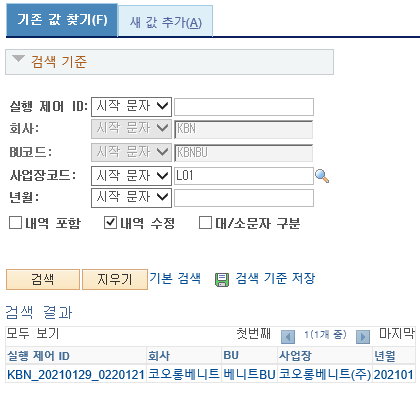 기존 값 찾기(F) 새 값 추가(A)
검색 기준
실행 제어 ID: 시작 문자
회사: 시작 문자 KBN
BU코드: 시작 문자 KBNBU
사업장코드: 시작 문자 L01
년월: 시작 문자
내역 포함 내역 수정 대/소문자 구분
검색 지우기 기본 검색 검색 기준 저장
검색 결과
모두 보기 첫번째 1(1개 중) 마지막
실행 제어 ID 회사 BU 사업장 년월
KBN_20210129_0220121 코오롱베니트 베니트BU 코오롱베니트(주) 202101